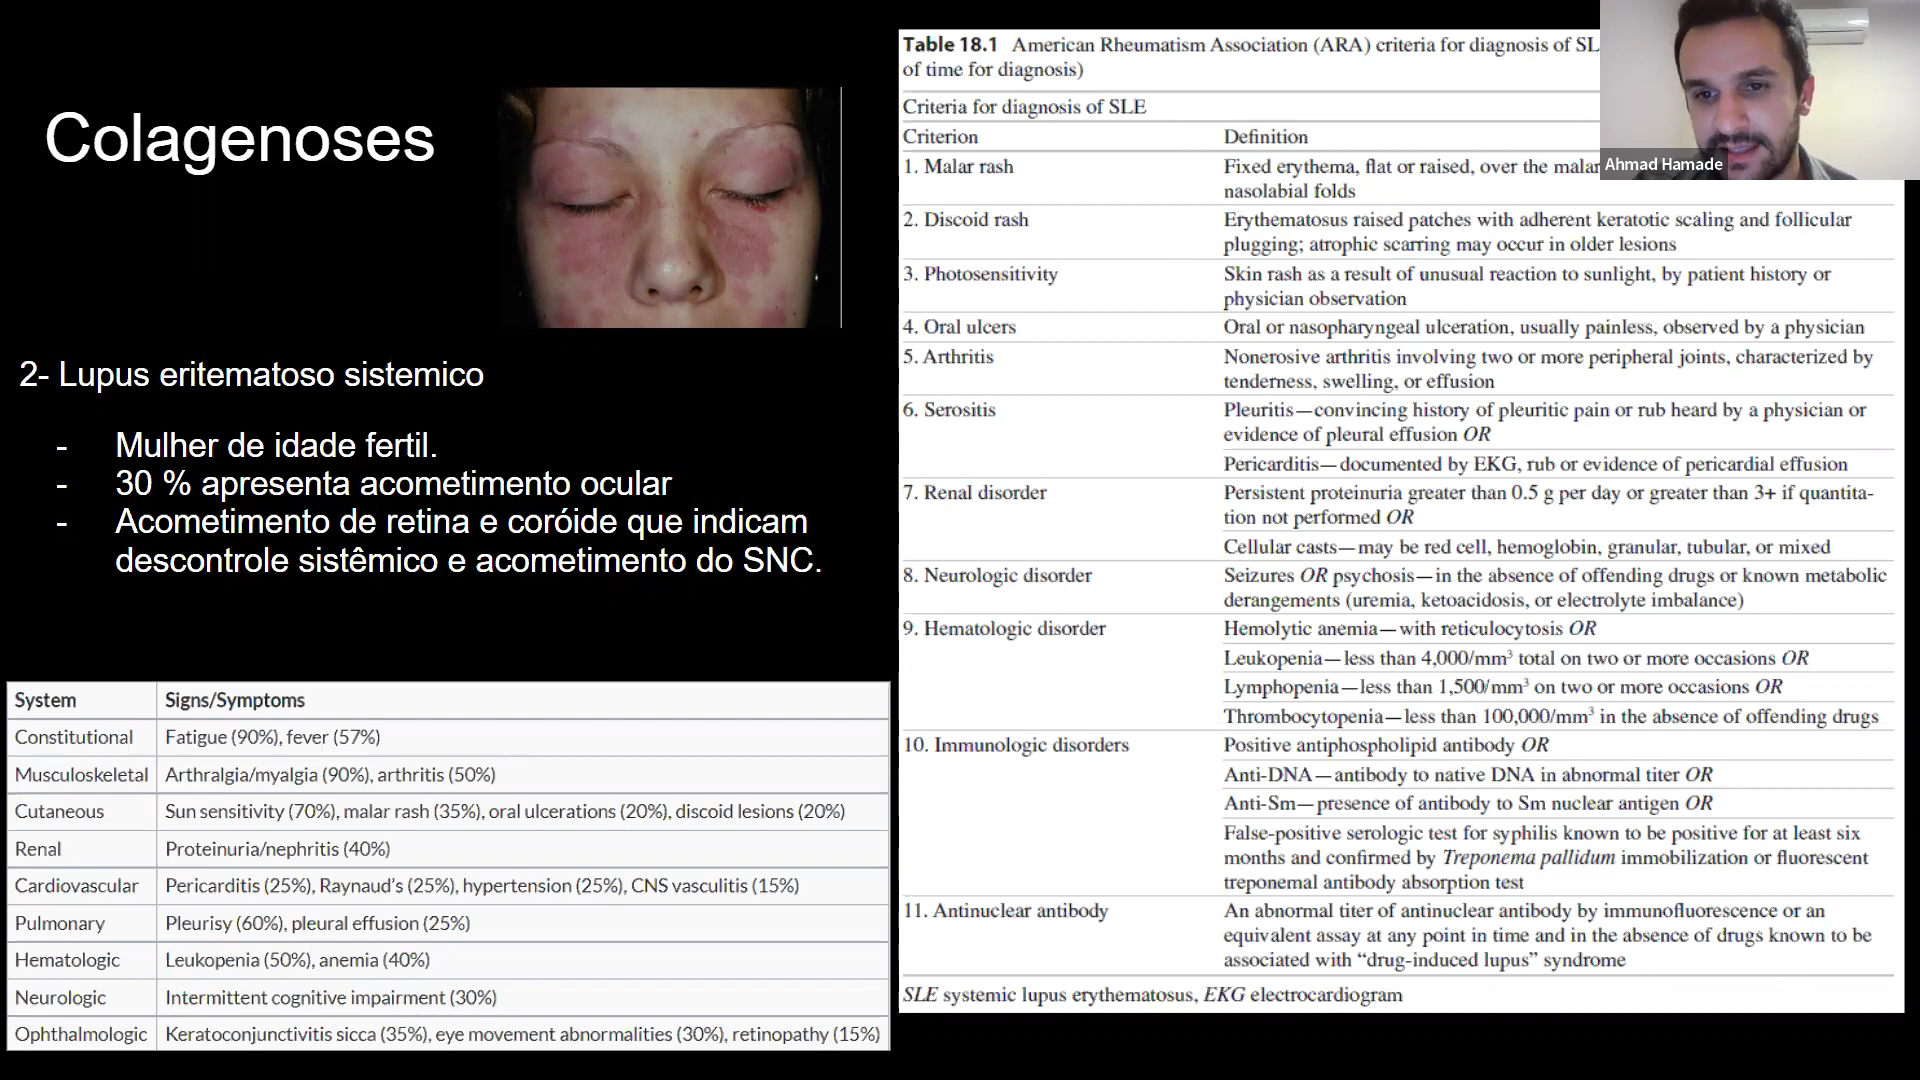 Colagenoses
2- Lupus eritematoso sistemico
- Mulher de idade fertil.
- 30 % apresenta acometimento ocular
- Acometimento de retina e coróide que indicam
descontrole sistêmico e acometimento do SNC.
System Signs/Symptoms
Constitutional Fatigue (90%), fever (57%)
Musculoskeletal Arthralgia/myalgia (90%), arthritis (50%)
Cutaneous Sun sensitivity (70%), malar rash (35%), oral ulcerations (20%), discoid lesions (20%)
Renal Proteinuria/nephritis (40%)
Cardiovascular Pericarditis (25%), Raynaud's (25%), hypertension (25%), CNS vasculitis (15%)
Pulmonary Pleurisy (60%), pleural effusion (25%)
Hematologic Leukopenia (50%), anemia (40%)
Neurologic Intermittent cognitive impairment (30%)
Ophthalmologic Keratoconjunctivitis sicca (35%), eye movement abnormalities (30%), retinopathy (15%)
Table 18.1 American Rheumatism Association (ARA) criteria for diagnosis of SL
of time for diagnosis)
Criteria for diagnosis of SLE
Criterion Definition
1. Malar rash Fixed erythema, flat or raised, over the malar
nasolabial folds
2. Discoid rash Erythematosus raised patches with adherent keratotic scaling and follicular
plugging; atrophic scarring may occur in older lesions
3. Photosensitivity Skin rash as a result of unusual reaction to sunlight, by patient history or
physician observation
4. Oral ulcers Oral or nasopharyngeal ulceration, usually painless, observed by a physician
5. Arthritis Nonerosive arthritis involving two or more peripheral joints, characterized by
tenderness, swelling, or effusion
6. Serositis Pleuritis—convincing history of pleuritic pain or rub heard by a physician or
evidence of pleural effusion OR
Pericarditis—documented by EKG, rub or evidence of pericardial effusion
7. Renal disorder Persistent proteinuria greater than 0.5 g per day or greater than 3+ if quantita-
tion not performed OR
Cellular casts—may be red cell, hemoglobin, granular, tubular, or mixed
8. Neurologic disorder Seizures OR psychosis—in the absence of offending drugs or known metabolic
derangements (uremia, ketoacidosis, or electrolyte imbalance)
9. Hematologic disorder Hemolytic anemia—with reticulocytosis OR
Leukopenia—less than 4,000/mm³ total on two or more occasions OR
Lymphopenia—less than 1,500/mm³ on two or more occasions OR
Thrombocytopenia—less than 100,000/mm³ in the absence of offending drugs
10. Immunologic disorders Positive antiphospholipid antibody OR
Anti-DNA—antibody to native DNA in abnormal titer OR
Anti-Sm—presence of antibody to Sm nuclear antigen OR
False-positive serologic test for syphilis known to be positive for at least six
months and confirmed by Treponema pallidum immobilization or fluorescent
treponemal antibody absorption test
11. Antinuclear antibody An abnormal titer of antinuclear antibody by immunofluorescence or an
equivalent assay at any point in time and in the absence of drugs known to be
associated with “drug-induced lupus” syndrome
SLE systemic lupus erythematosus, EKG electrocardiogram
Ahmad Hamade